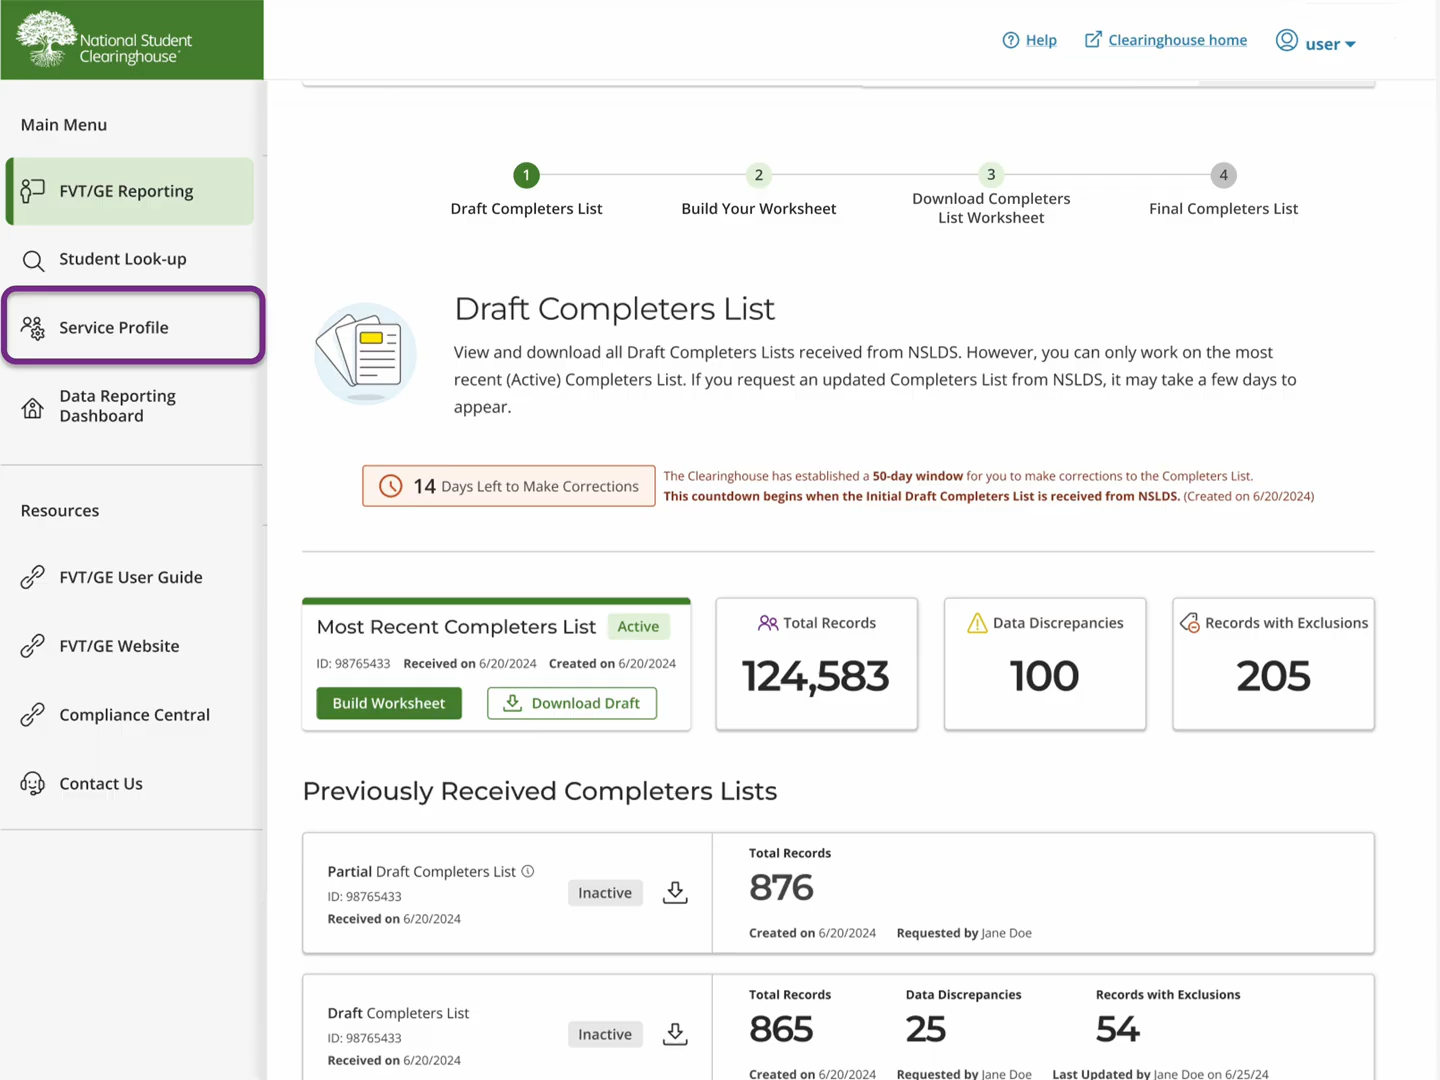 National Student
Clearinghouse
Help
Clearinghouse home
user
Main Menu
FVT/GE Reporting
Student Look-up
Service Profile
Data Reporting
Dashboard
Resources
FVT/GE User Guide
FVT/GE Website
Compliance Central
Contact Us
1
2
3
4
Draft Completers List
Build Your Worksheet
Download Completers
List Worksheet
Final Completers List
Draft Completers List
View and download all Draft Completers Lists received from NSLDS. However, you can only work on the most
recent (Active) Completers List. If you request an updated Completers List from NSLDS, it may take a few days to
appear.
14 Days Left to Make Corrections
The Clearinghouse has established a 50-day window for you to make corrections to the Completers List.
This countdown begins when the Initial Draft Completers List is received from NSLDS. (Created on 6/20/2024)
Most Recent Completers List Active
ID: 98765433 Received on 6/20/2024 Created on 6/20/2024
Build Worksheet Download Draft
Total Records
124,583
Data Discrepancies
100
Records with Exclusions
205
Previously Received Completers Lists
Partial Draft Completers List
ID: 98765433
Received on 6/20/2024
Inactive
Total Records
876
Created on 6/20/2024 Requested by Jane Doe
Draft Completers List
ID: 98765433
Received on 6/20/2024
Inactive
Total Records Data Discrepancies Records with Exclusions
865 25 54
Created on 6/20/2024 Requested by Jane Doe Last Updated by Jane Doe on 6/25/24